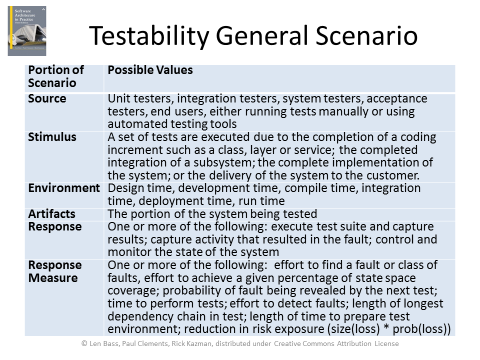 Testability General Scenario
Portion of Scenario
Possible Values
Source
Unit testers, integration testers, system testers, acceptance
testers, end users, either running tests manually or using
automated testing tools
Stimulus
A set of tests are executed due to the completion of a coding
increment such as a class, layer or service; the completed
integration of a subsystem; the complete implementation of
the system; or the delivery of the system to the customer.
Environment
Design time, development time, compile time, integration
time, deployment time, run time
Artifacts
The portion of the system being tested
Response
One or more of the following: execute test suite and capture
results; capture activity that resulted in the fault; control and
monitor the state of the system
Response
Measure
One or more of the following: effort to find a fault or class of
faults, effort to achieve a given percentage of state space
coverage; probability of fault being revealed by the next test;
time to perform tests; effort to detect faults; length of longest
dependency chain in test; length of time to prepare test
environment; reduction in risk exposure (size(loss) * prob(loss))
© Len Bass, Paul Clements, Rick Kazman, distributed under Creative Commons Attribution License